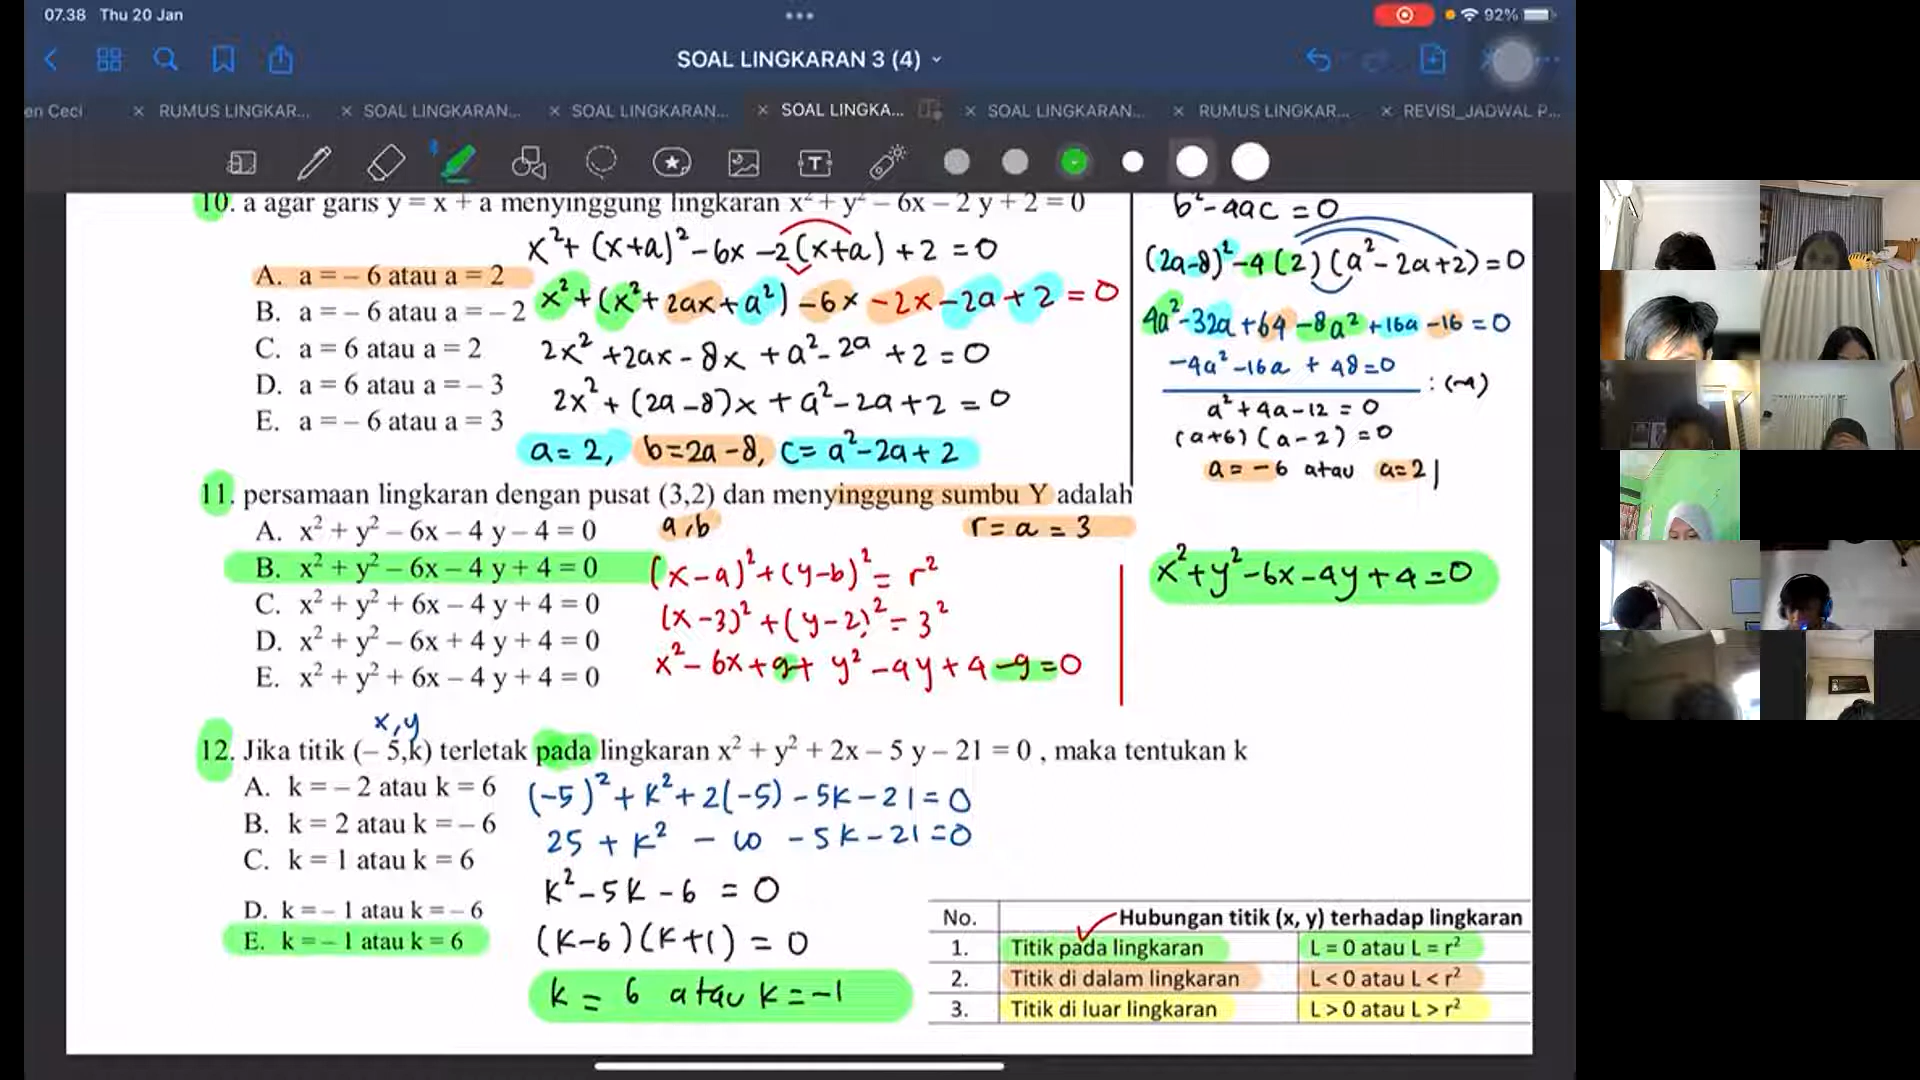 07.38 Thu 20 Jan
92%
SOAL LINGKARAN 3 (4)
en Ceci
RUMUS LINGKAR...
SOAL LINGKARAN...
SOAL LINGKARAN...
SOAL LINGKA...
SOAL LINGKARAN...
RUMUS LINGKAR...
REVISI_JADWAL P...
10. a agar garis y = x + a menyinggung lingkaran x² + y² – 6x – 2 y + 2 = 0
x² + (x+a)² - 6x - 2(x+a) + 2 = 0
A. a = – 6 atau a = 2
x² + (x² + 2ax + a²) - 6x - 2x - 2a + 2 = 0
B. a = – 6 atau a = – 2
C. a = 6 atau a = 2
2x² + 2ax - 8x + a² - 2a + 2 = 0
D. a = 6 atau a = – 3
2x² + (2a - 8)x + a² - 2a + 2 = 0
E. a = – 6 atau a = 3
a = 2, b = 2a - 8, c = a² - 2a + 2
b² - 4ac = 0
(2a-8)² - 4(2)(a² - 2a + 2) = 0
4a² - 32a + 64 - 8a² + 16a - 16 = 0
-4a² - 16a + 48 = 0
: (-4)
a² + 4a - 12 = 0
(a+6)(a-2) = 0
a = -6 atau a = 2
11. persamaan lingkaran dengan pusat (3,2) dan menyinggung sumbu Y adalah
a, b
r = a = 3
A. x² + y² – 6x – 4 y – 4 = 0
B. x² + y² – 6x – 4 y + 4 = 0
C. x² + y² + 6x – 4 y + 4 = 0
D. x² + y² – 6x + 4 y + 4 = 0
E. x² + y² + 6x – 4 y + 4 = 0
(x-a)² + (y-b)² = r²
(x-3)² + (y-2)² = 3²
x² - 6x + 9 + y² - 4y + 4 - 9 = 0
x² + y² - 6x - 4y + 4 = 0
x, y
12. Jika titik (– 5,k) terletak pada lingkaran x² + y² + 2x – 5 y – 21 = 0 , maka tentukan k
A. k = – 2 atau k = 6
B. k = 2 atau k = – 6
C. k = 1 atau k = 6
D. k = – 1 atau k = – 6
E. k = – 1 atau k = 6
(-5)² + k² + 2(-5) - 5k - 21 = 0
25 + k² - 10 - 5k - 21 = 0
k² - 5k - 6 = 0
(k-6)(k+1) = 0
k = 6 atau k = -1
No. Hubungan titik (x, y) terhadap lingkaran
1. Titik pada lingkaran L = 0 atau L = r²
2. Titik di dalam lingkaran L < 0 atau L < r²
3. Titik di luar lingkaran L > 0 atau L > r²